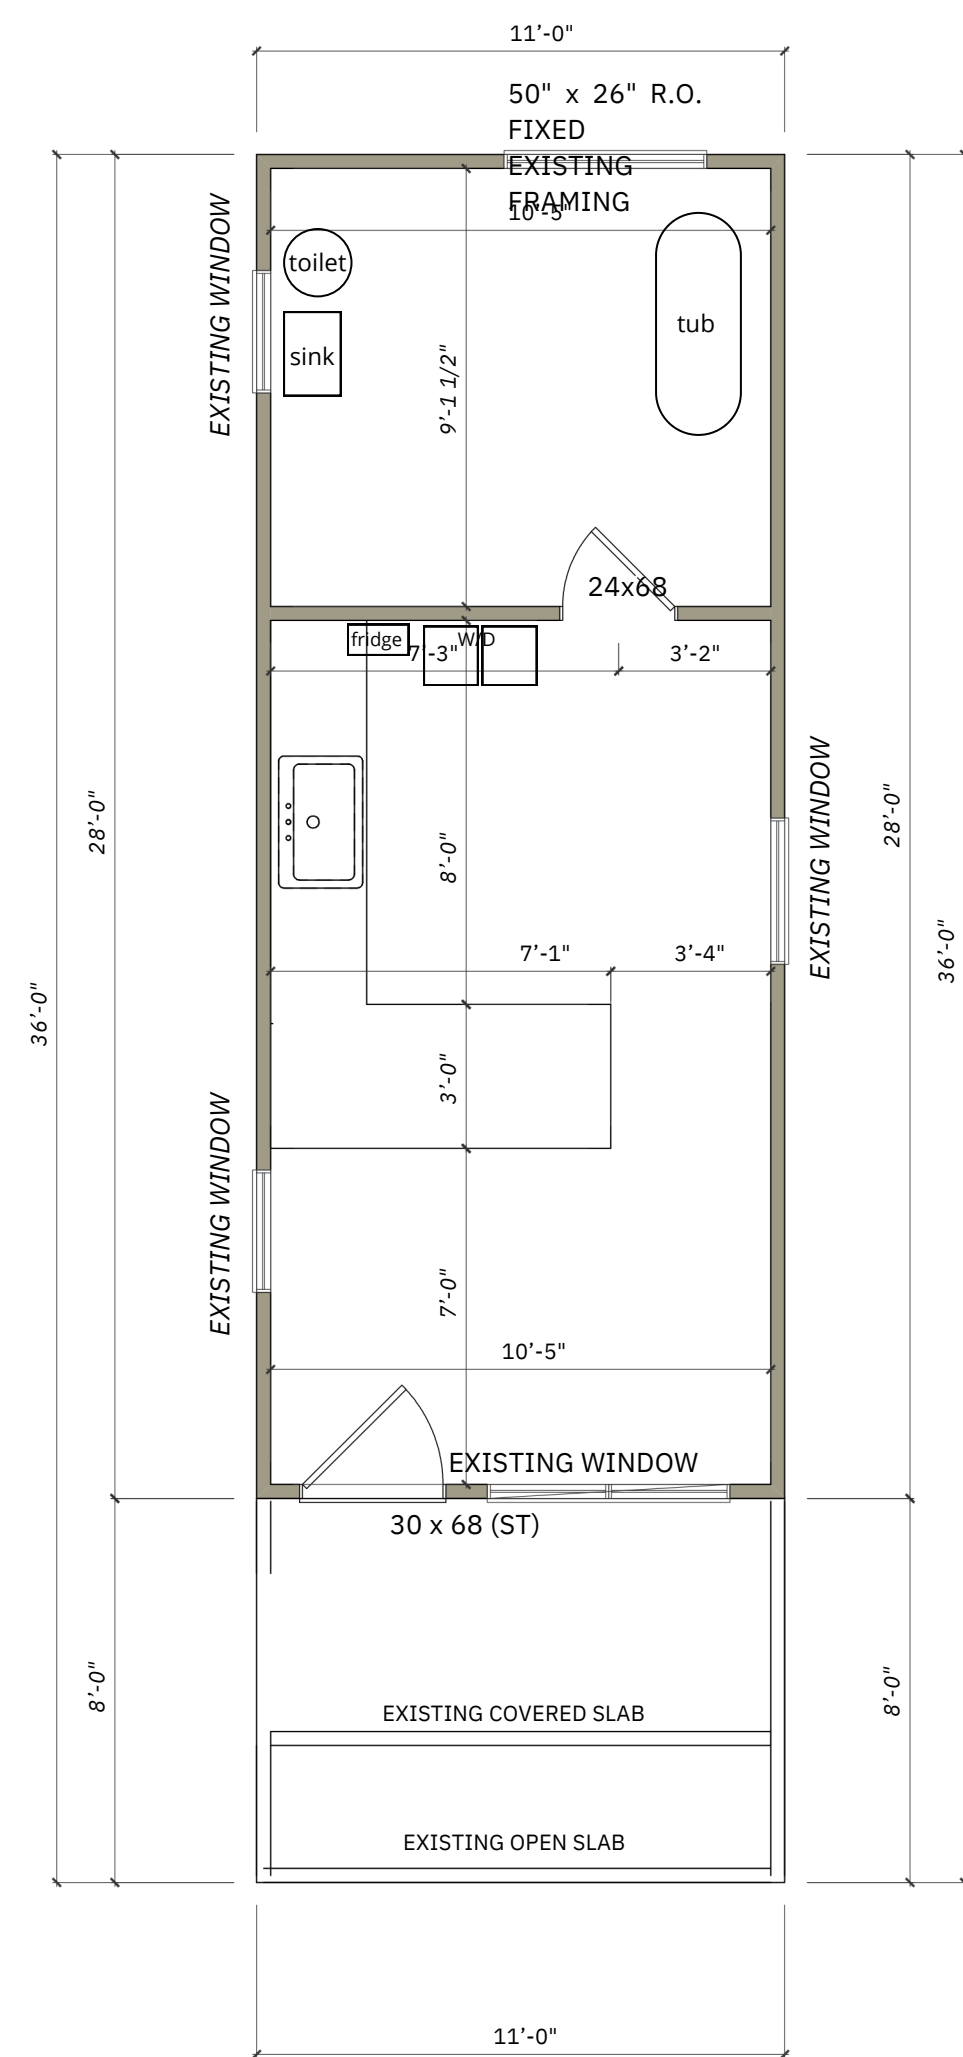 11'-0"
50" x 26" R.O.
FIXED
EXISTING
FRAMING
10'-5"
EXISTING WINDOW
toilet
sink
tub
9'-1 1/2"
24x68
fridge
W/D
7'-3"
3'-2"
EXISTING WINDOW
28'-0"
28'-0"
8'-0"
7'-1"
3'-4"
36'-0"
36'-0"
3'-0"
EXISTING WINDOW
7'-0"
10'-5"
EXISTING WINDOW
30 x 68 (ST)
8'-0"
8'-0"
EXISTING COVERED SLAB
EXISTING OPEN SLAB
11'-0"